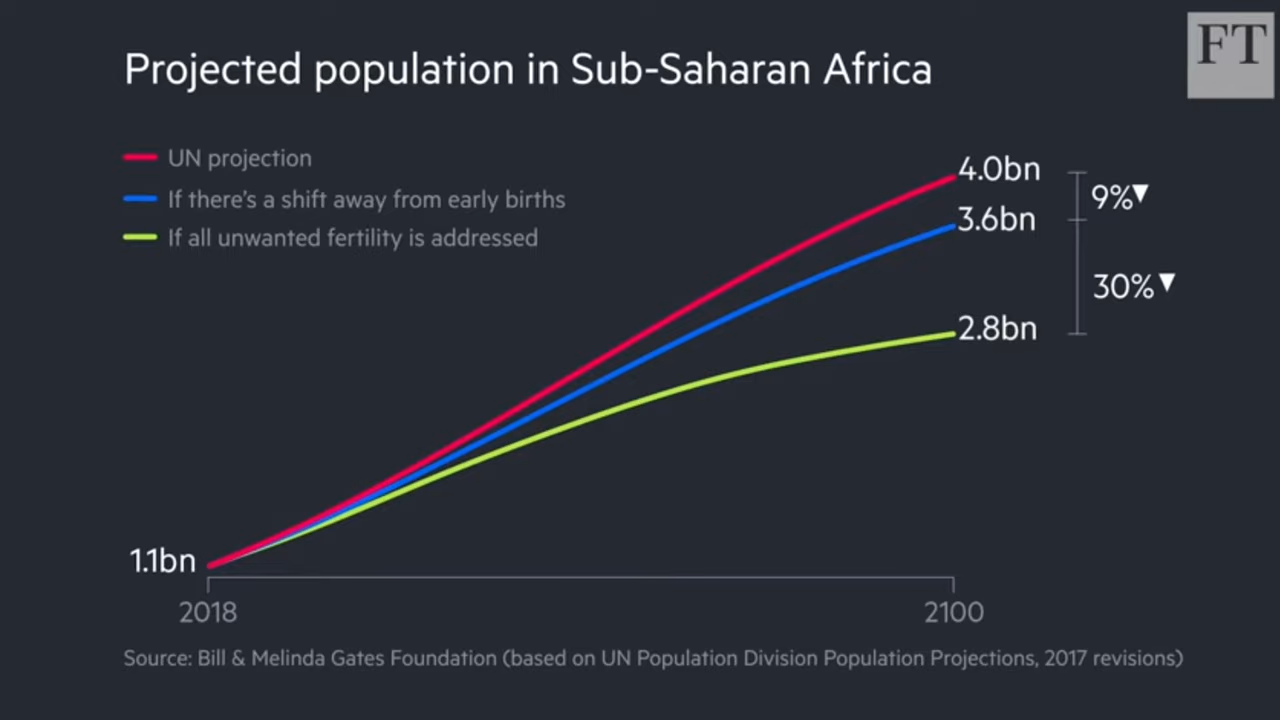 FT
Projected population in Sub-Saharan Africa
UN projection
If there's a shift away from early births
If all unwanted fertility is addressed
4.0bn
9%▼
3.6bn
30%▼
2.8bn
1.1bn
2018 2100
Source: Bill & Melinda Gates Foundation (based on UN Population Division Population Projections, 2017 revisions)